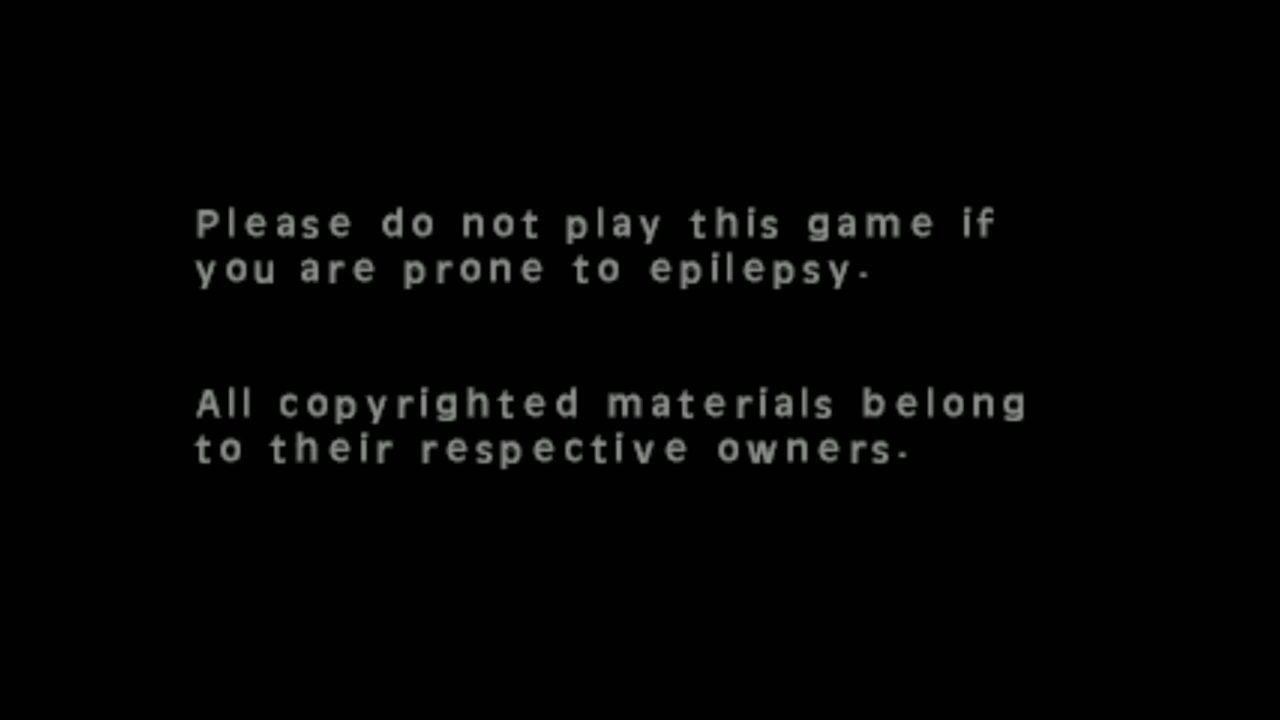 Please do not play this game if
you are prone to epilepsy.
All copyrighted materials belong
to their respective owners.